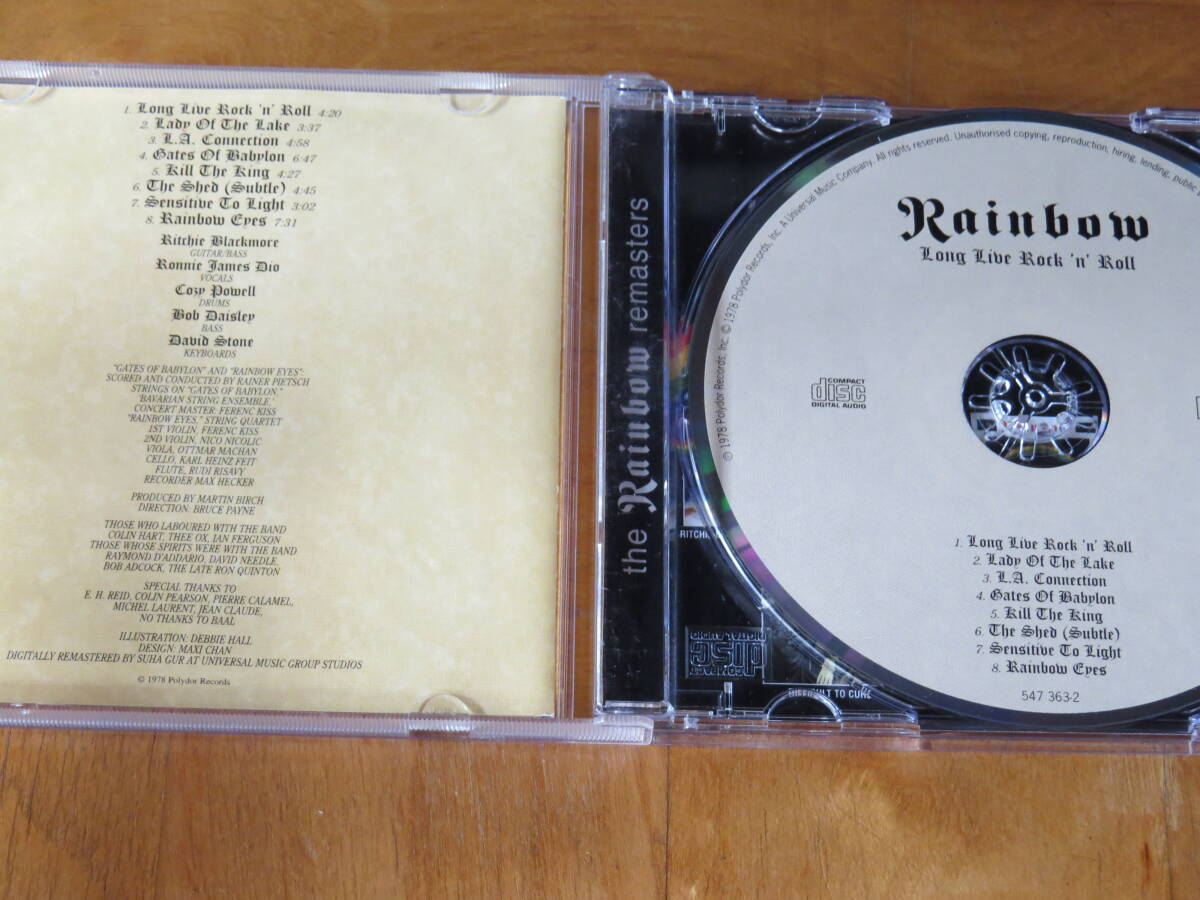 1. Long Live Rock 'n' Roll 4:20
2. Lady Of The Lake 3:37
3. L.A. Connection 4:58
4. Gates Of Babylon 6:47
5. Kill The King 4:27
6. The Shed (Subtle) 4:45
7. Sensitive To Light 3:02
8. Rainbow Eyes 7:31
Ritchie Blackmore
GUITAR/BASS
Ronnie James Dio
VOCALS
Cozy Powell
DRUMS
Bob Daisley
BASS
David Stone
KEYBOARDS
"GATES OF BABYLON" AND "RAINBOW EYES":
SCORED AND CONDUCTED BY RAINER PIETSCH
STRINGS ON "GATES OF BABYLON,"
'BAVARIAN STRING ENSEMBLE,'
CONCERT MASTER: FERENC KISS
"RAINBOW EYES," STRING QUARTET
1ST VIOLIN, FERENC KISS
2ND VIOLIN, NICO NICOLIC
VIOLA, OTTMAR MACHAN
CELLO, KARL HEINZ FEIT
FLUTE, RUDI RISAVY
RECORDER MAX HECKER
PRODUCED BY MARTIN BIRCH
DIRECTION: BRUCE PAYNE
THOSE WHO LABOURED WITH THE BAND
COLIN HART, THEE OX, IAN FERGUSON
THOSE WHOSE SPIRITS WERE WITH THE BAND
RAYMOND D'ADDARIO, DAVID NEEDLE,
BOB ADCOCK, THE LATE RON QUINTON
SPECIAL THANKS TO
E. H. REID, COLIN PEARSON, PIERRE CALAMEL,
MICHEL LAURENT, JEAN CLAUDE,
NO THANKS TO BAAL
ILLUSTRATION: DEBBIE HALL
DESIGN: MAXI CHAN
DIGITALLY REMASTERED BY SUHA GUR AT UNIVERSAL MUSIC GROUP STUDIOS
© 1978 Polydor Records
the Rainbow remasters
RITCHI
COMPACT
disc
DIGITAL AUDIO
DIFFICULT TO CURE
℗ 1978 Polydor Records, Inc. © 1978 Polydor Records, Inc. A Universal Music Company. All rights reserved. Unauthorised copying, reproduction, hiring, lending, public
Rainbow
Long Live Rock 'n' Roll
COMPACT
disc
DIGITAL AUDIO
1. Long Live Rock 'n' Roll
2. Lady Of The Lake
3. L.A. Connection
4. Gates Of Babylon
5. Kill The King
6. The Shed (Subtle)
7. Sensitive To Light
8. Rainbow Eyes
547 363-2